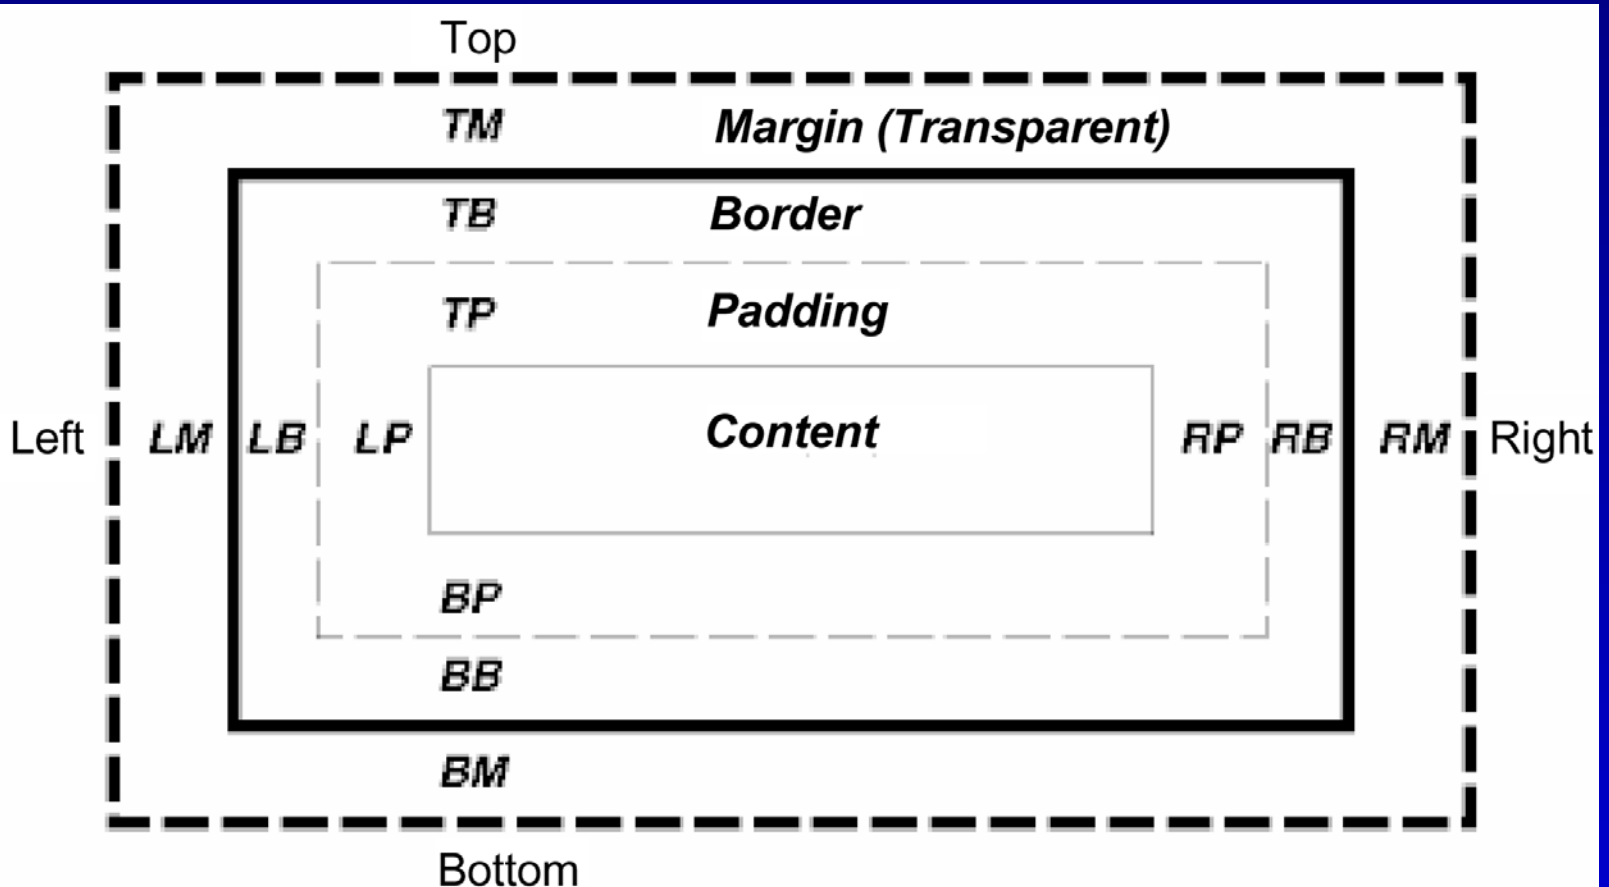 Top
TM Margin (Transparent)
TB Border
TP Padding
Left LM LB LP Content RP RB RM Right
BP
BB
BM
Bottom